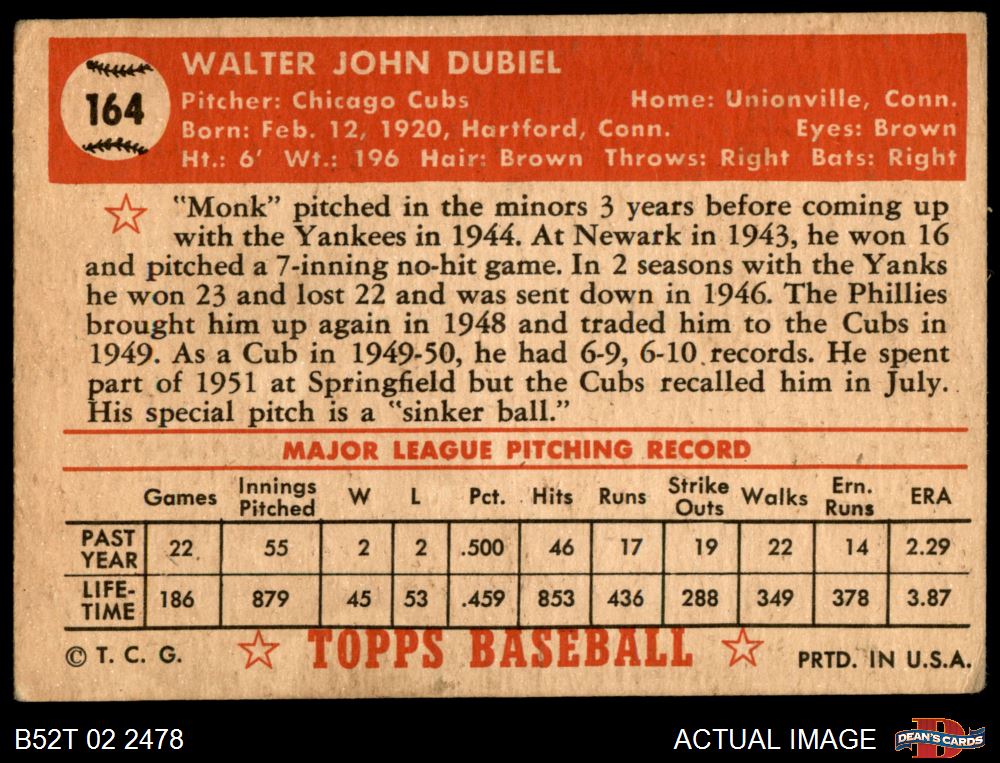 164
WALTER JOHN DUBIEL
Pitcher: Chicago Cubs Home: Unionville, Conn.
Born: Feb. 12, 1920, Hartford, Conn. Eyes: Brown
Ht.: 6' Wt.: 196 Hair: Brown Throws: Right Bats: Right
"Monk" pitched in the minors 3 years before coming up
with the Yankees in 1944. At Newark in 1943, he won 16
and pitched a 7-inning no-hit game. In 2 seasons with the Yanks
he won 23 and lost 22 and was sent down in 1946. The Phillies
brought him up again in 1948 and traded him to the Cubs in
1949. As a Cub in 1949-50, he had 6-9, 6-10 records. He spent
part of 1951 at Springfield but the Cubs recalled him in July.
His special pitch is a "sinker ball."
MAJOR LEAGUE PITCHING RECORD
Games Innings Pitched W L Pct. Hits Runs Strike Outs Walks Ern. Runs ERA
PAST YEAR 22 55 2 2 .500 46 17 19 22 14 2.29
LIFE-TIME 186 879 45 53 .459 853 436 288 349 378 3.87
© T. C. G. TOPPS BASEBALL PRTD. IN U.S.A.
B52T 02 2478 ACTUAL IMAGE DEAN'S CARDS